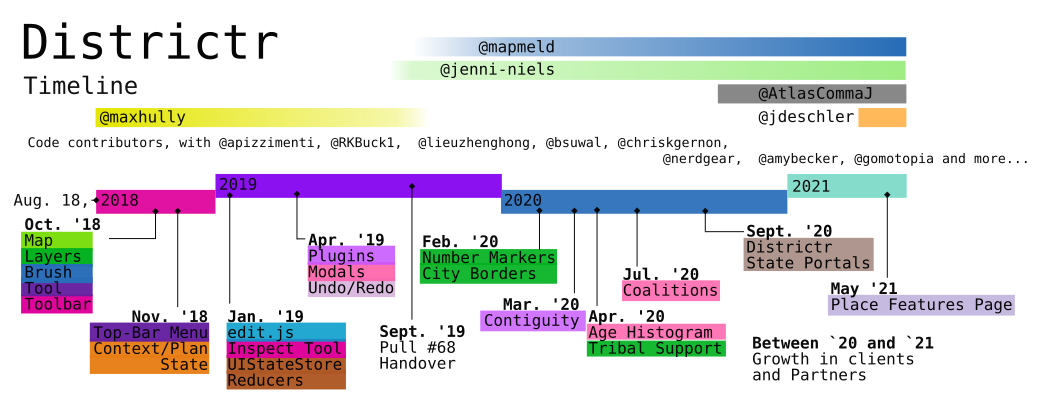 Districtr
Timeline
@mapmeld
@jenni-niels
@AtlasCommaJ
@maxhully
@jdeschler
Code contributors, with @apizzimenti, @RKBuck1, @lieuzhenghong, @bsuwal, @chriskgernon,
@nerdgear, @amybecker, @gomotopia and more...
2019
2021
Aug. 18,
2018
2020
Oct. '18
Map
Layers
Brush
Tool
Toolbar
Nov. '18
Top-Bar Menu
Context/Plan
State
Jan. '19
edit.js
Inspect Tool
UIStateStore
Reducers
Apr. '19
Plugins
Modals
Undo/Redo
Sept. '19
Pull #68
Handover
Feb. '20
Number Markers
City Borders
Mar. '20
Contiguity
Apr. '20
Age Histogram
Tribal Support
Jul. '20
Coalitions
Sept. '20
Districtr
State Portals
May '21
Place Features Page
Between `20 and `21
Growth in clients
and Partners